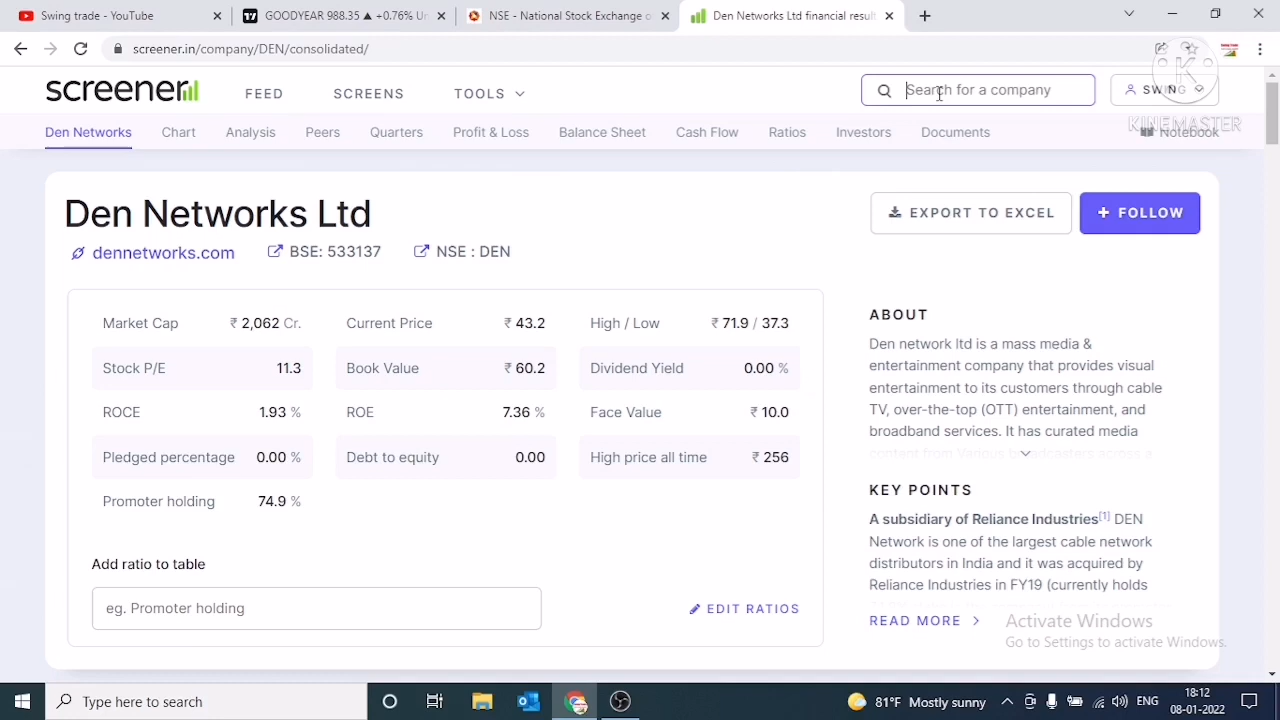 Swing trade - YouTube
GOODYEAR 988.35 ▲ +0.76% Un
NSE - National Stock Exchange o
Den Networks Ltd financial result
screener.in/company/DEN/consolidated/
screener
FEED
SCREENS
TOOLS
Search for a company
SWING
KINEMASTER
Den Networks
Chart
Analysis
Peers
Quarters
Profit & Loss
Balance Sheet
Cash Flow
Ratios
Investors
Documents
Notebook
Den Networks Ltd
EXPORT TO EXCEL
+ FOLLOW
dennetworks.com
BSE: 533137
NSE : DEN
Market Cap ₹ 2,062 Cr.
Current Price ₹ 43.2
High / Low ₹ 71.9 / 37.3
Stock P/E 11.3
Book Value ₹ 60.2
Dividend Yield 0.00 %
ROCE 1.93 %
ROE 7.36 %
Face Value ₹ 10.0
Pledged percentage 0.00 %
Debt to equity 0.00
High price all time ₹ 256
Promoter holding 74.9 %
Add ratio to table
eg. Promoter holding
EDIT RATIOS
ABOUT
Den network ltd is a mass media &
entertainment company that provides visual
entertainment to its customers through cable
TV, over-the-top (OTT) entertainment, and
broadband services. It has curated media
content from Various broadcasters across a
KEY POINTS
A subsidiary of Reliance Industries[1] DEN
Network is one of the largest cable network
distributors in India and it was acquired by
Reliance Industries in FY19 (currently holds
READ MORE
Activate Windows
Go to Settings to activate Windows.
Type here to search
81°F Mostly sunny
ENG
18:12
08-01-2022